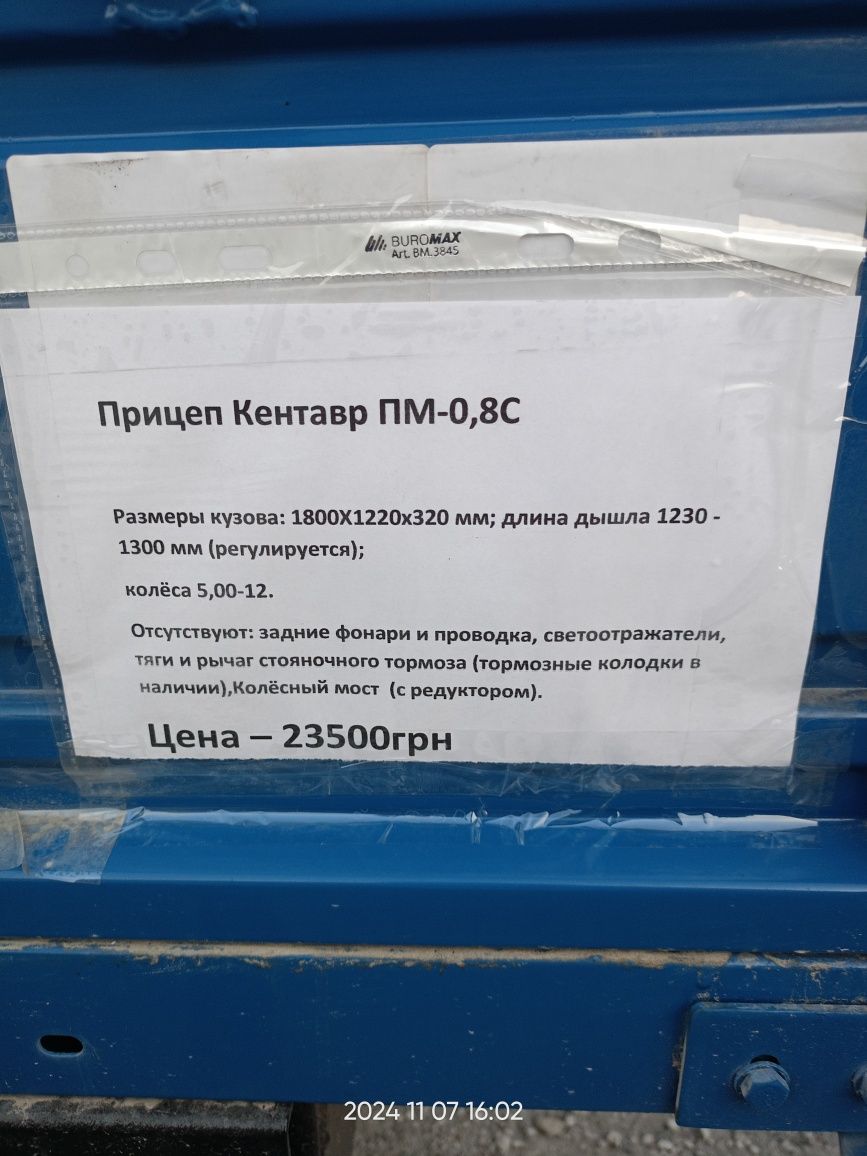 BUROMAX
Art. BM.3845
Прицеп Кентавр ПМ-0,8С
Размеры кузова: 1800Х1220х320 мм; длина дышла 1230 -
1300 мм (регулируется);
колёса 5,00-12.
Отсутствуют: задние фонари и проводка, светоотражатели,
тяги и рычаг стояночного тормоза (тормозные колодки в
наличии),Колёсный мост (с редуктором).
Цена – 23500грн
2024 11 07 16:02